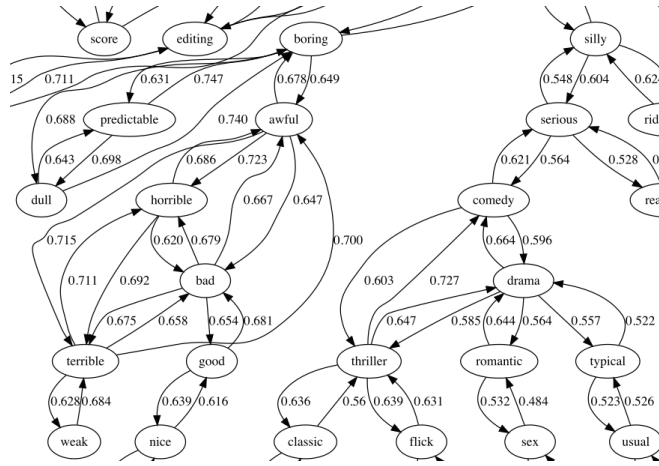 score editing boring silly
15 0.711 0.631 0.747 0.678 0.649 0.548 0.604 0.624
0.688 predictable 0.740 awful serious rid
0.643 0.698 0.686 0.723 0.621 0.564 0.528 0.
dull horrible 0.667 0.647 comedy rea
0.715 0.620 0.679 0.700 0.664 0.596
0.711 0.692 bad 0.603 0.727 drama
0.675 0.658 0.654 0.681 0.647 0.585 0.644 0.564 0.557 0.522
terrible good thriller romantic typical
0.628 0.684 0.639 0.616 0.636 0.56 0.639 0.631 0.532 0.484 0.523 0.526
weak nice classic flick sex usual